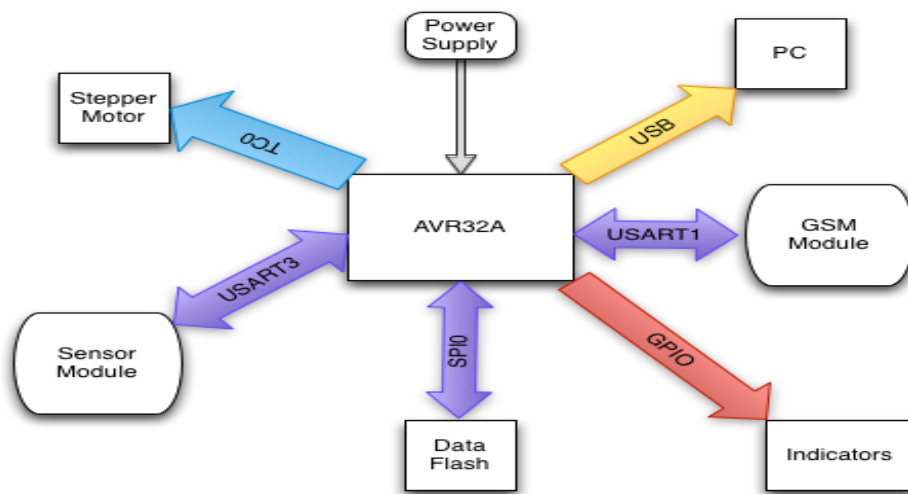 Power
Supply
PC
Stepper
Motor
TC0
USB
AVR32A
USART1
GSM
Module
USART3
Sensor
Module
SPI0
GPIO
Data
Flash
Indicators